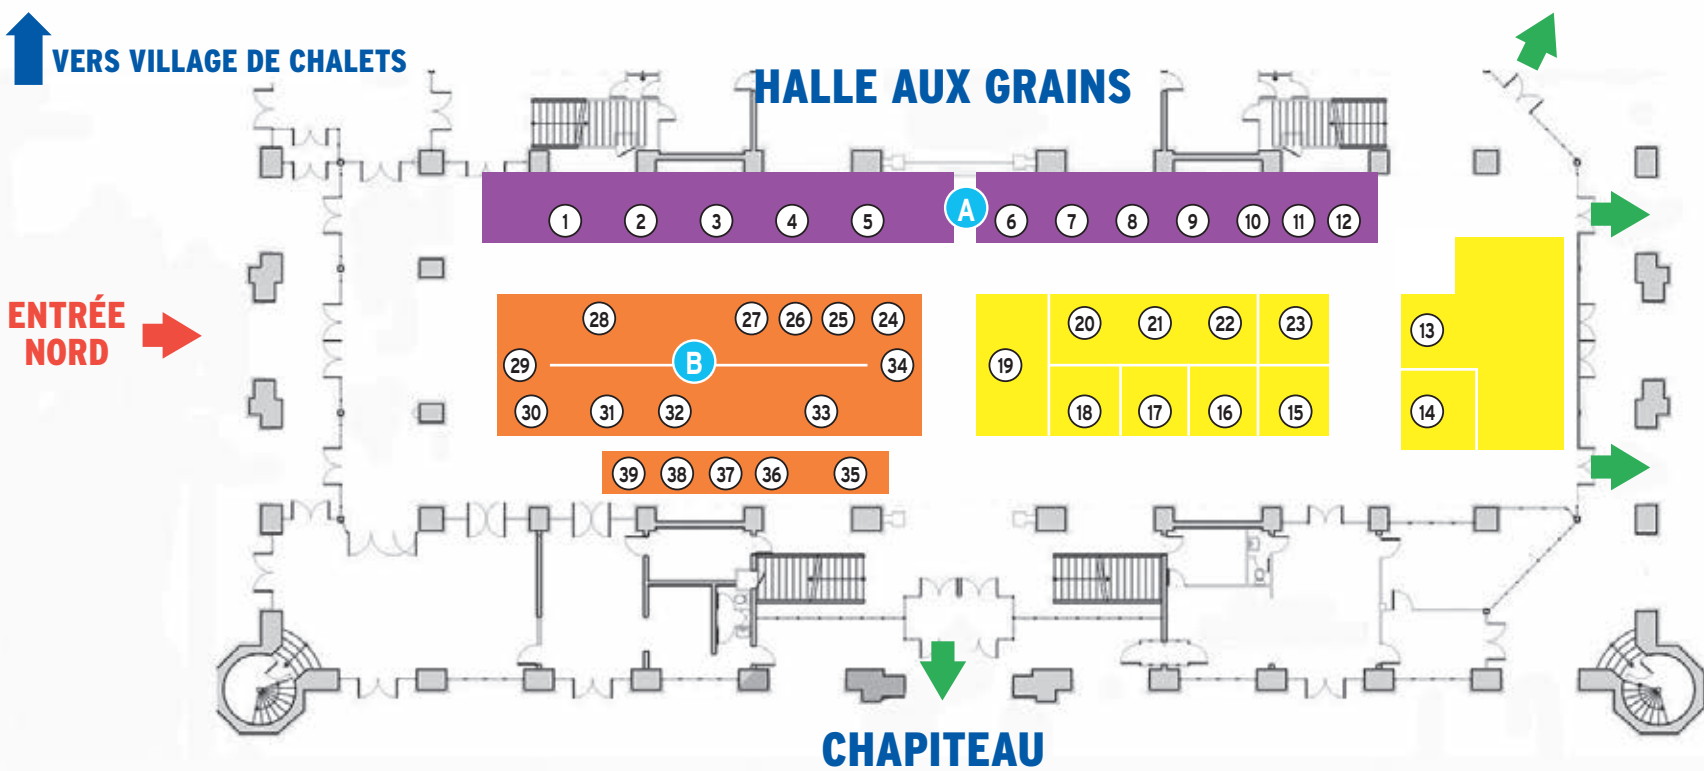 VERS VILLAGE DE CHALETS
HALLE AUX GRAINS
1 2 3 4 5 A 6 7 8 9 10 11 12
ENTRÉE
NORD
28 27 26 25 24
20 21 22 23
13
29 B 34
19
30 31 32 33
18 17 16 15
14
39 38 37 36 35
CHAPITEAU